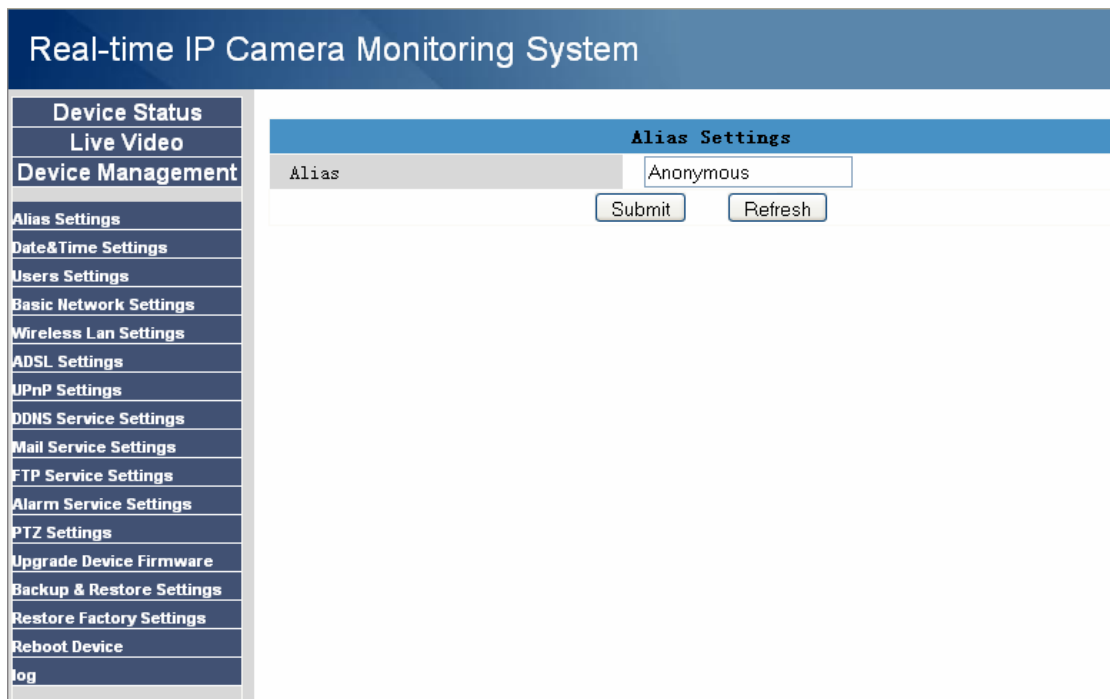 Real-time IP Camera Monitoring System
Device Status
Live Video
Device Management
Alias Settings
Date&Time Settings
Users Settings
Basic Network Settings
Wireless Lan Settings
ADSL Settings
UPnP Settings
DDNS Service Settings
Mail Service Settings
FTP Service Settings
Alarm Service Settings
PTZ Settings
Upgrade Device Firmware
Backup & Restore Settings
Restore Factory Settings
Reboot Device
log
Alias Settings
Alias Anonymous
Submit Refresh